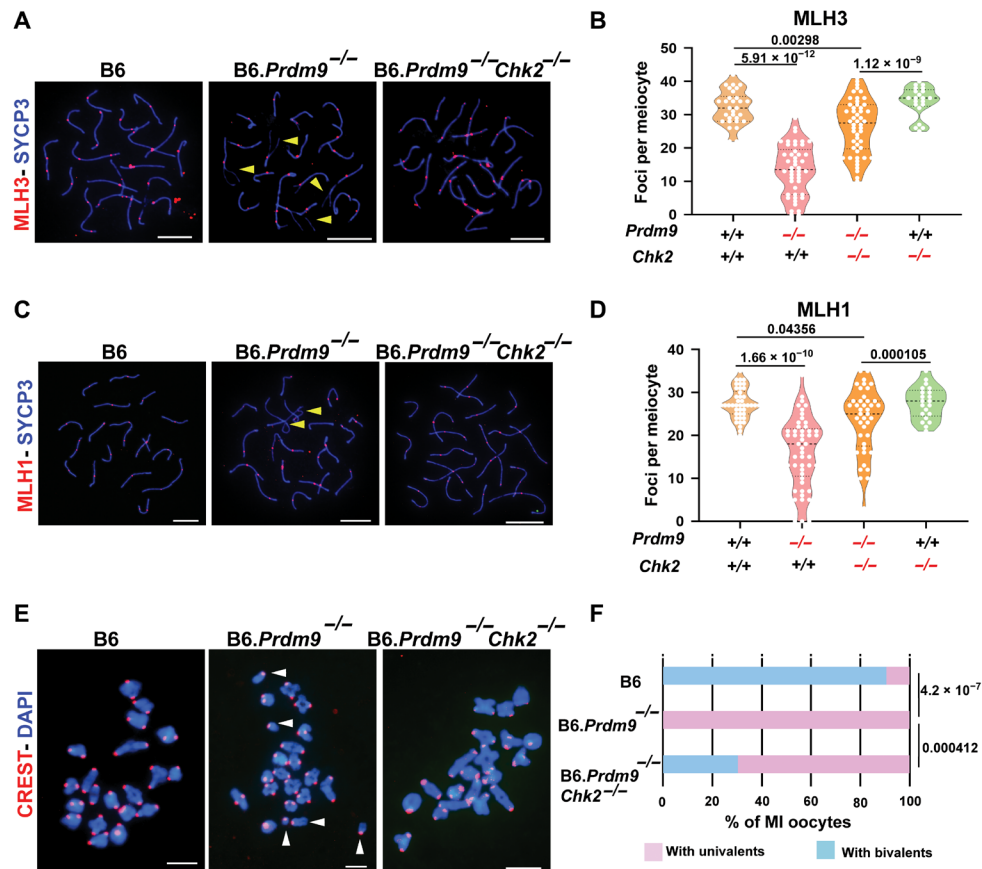 A
B6
B6.Prdm9−/−
B6.Prdm9−/−Chk2−/−
MLH3- SYCP3
B
MLH3
0.00298
5.91 × 10−12
1.12 × 10−9
Foci per meiocyte
50
40
30
20
10
0
Prdm9 +/+ −/− −/− +/+
Chk2 +/+ +/+ −/− −/−
C
B6
B6.Prdm9−/−
B6.Prdm9−/−Chk2−/−
MLH1- SYCP3
D
MLH1
0.04356
1.66 × 10−10
0.000105
Foci per meiocyte
40
30
20
10
0
Prdm9 +/+ −/− −/− +/+
Chk2 +/+ +/+ −/− −/−
E
B6
B6.Prdm9−/−
B6.Prdm9−/−Chk2−/−
CREST- DAPI
F
B6
B6.Prdm9−/−
B6.Prdm9−/−
Chk2−/−
4.2 × 10−7
0.000412
0 20 40 60 80 100
% of MI oocytes
With univalents
With bivalents